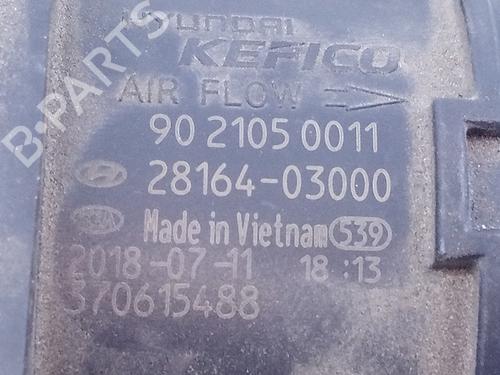 HYUNDAI
KEFICO
AIR FLOW
90 2105 0011
28164-03000
KIA Made in Vietnam 539
2018-07-11 18:13
370615488
B-PARTS